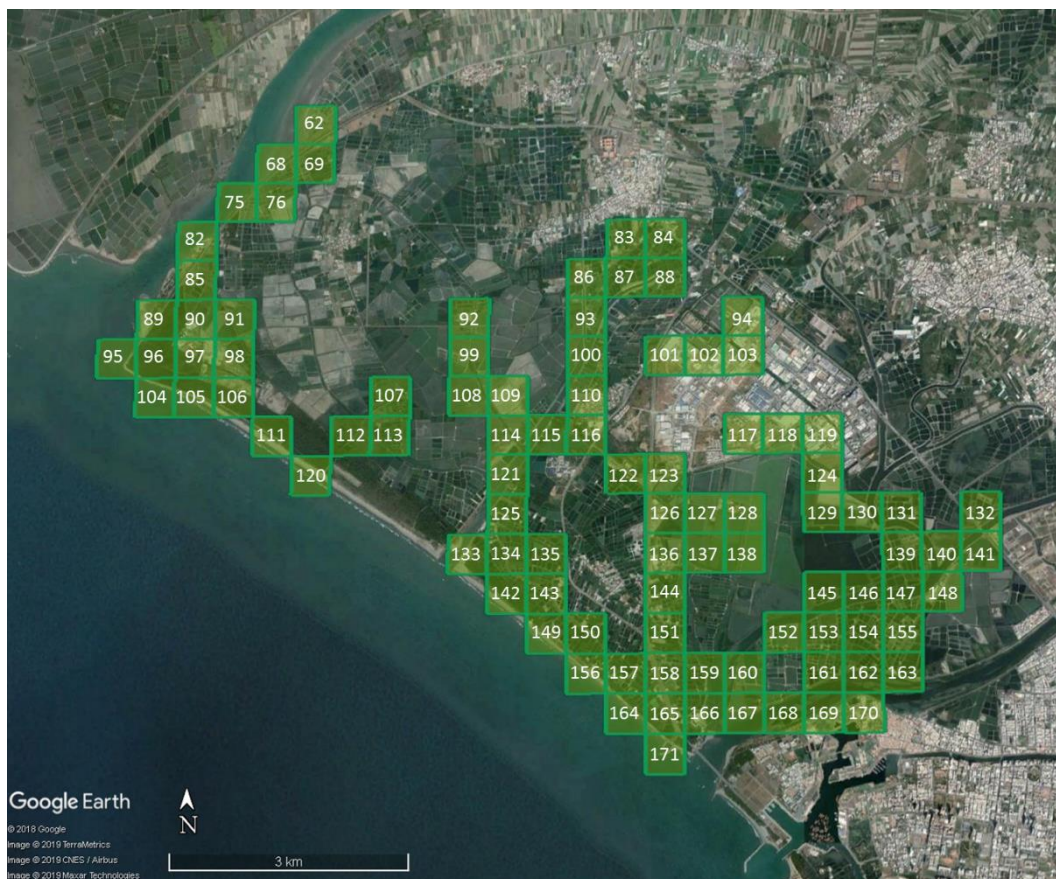 62
68 69
75 76
82 83 84
85 86 87 88
89 90 91 92 93 94
95 96 97 98 99 100 101 102 103
104 105 106 107 108 109 110
111 112 113 114 115 116 117 118 119
120 121 122 123 124
125 126 127 128 129 130 131 132
133 134 135 136 137 138 139 140 141
142 143 144 145 146 147 148
149 150 151 152 153 154 155
156 157 158 159 160 161 162 163
164 165 166 167 168 169 170
171
Google Earth
N
© 2018 Google
Image © 2019 TerraMetrics
Image © 2019 CNES / Airbus
Image © 2019 Maxar Technologies
3 km